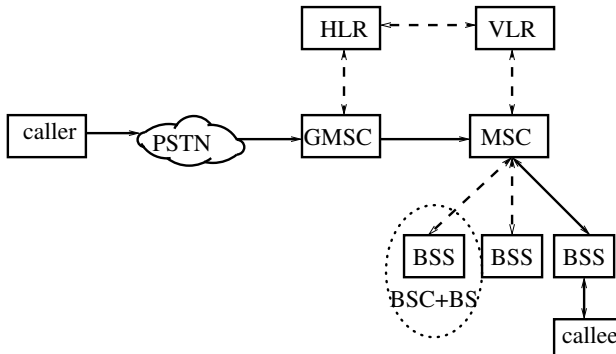 HLR
VLR
caller
PSTN
GMSC
MSC
BSS
BSS
BSS
BSC+BS
callee